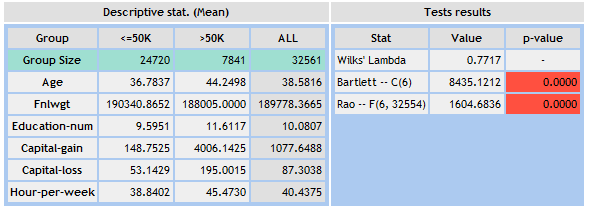 Descriptive stat. (Mean)
Group <=50K >50K ALL
Group Size 24720 7841 32561
Age 36.7837 44.2498 38.5816
Fnlwgt 190340.8652 188005.0000 189778.3665
Education-num 9.5951 11.6117 10.0807
Capital-gain 148.7525 4006.1425 1077.6488
Capital-loss 53.1429 195.0015 87.3038
Hour-per-week 38.8402 45.4730 40.4375
Tests results
Stat Value p-value
Wilks' Lambda 0.7717 -
Bartlett -- C(6) 8435.1212 0.0000
Rao -- F(6, 32554) 1604.6836 0.0000